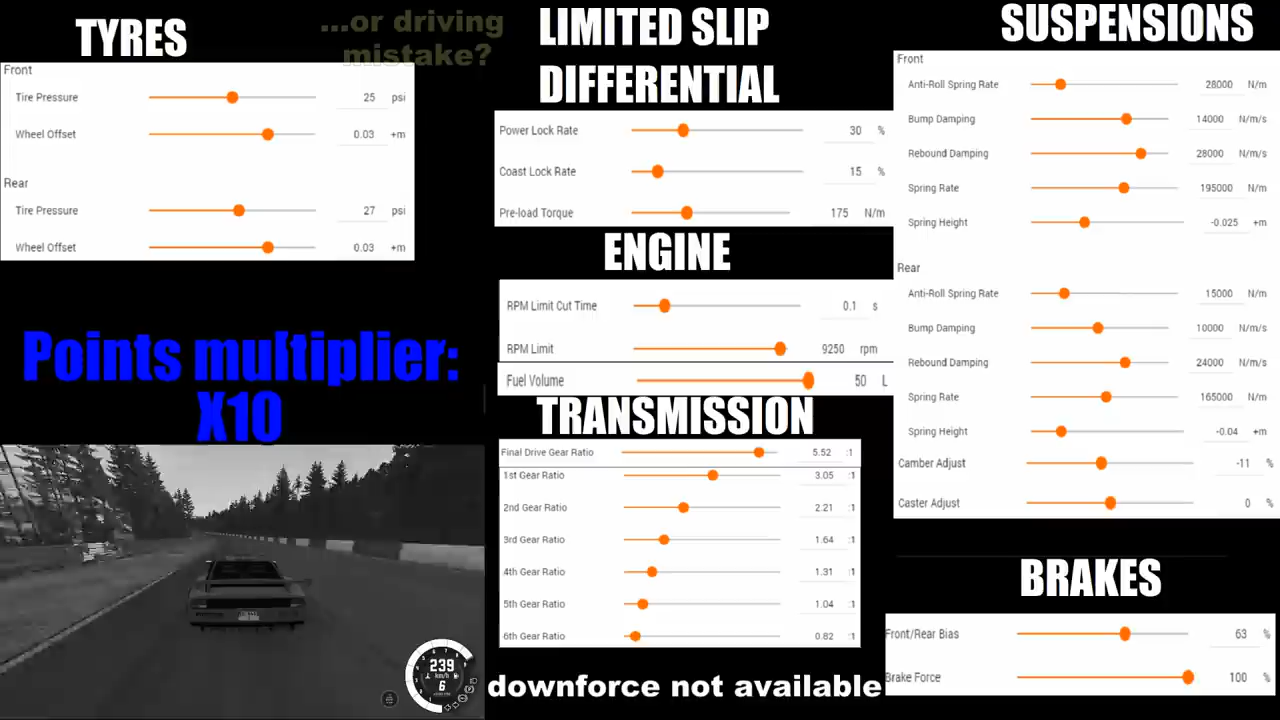 TYRES
Front
Tire Pressure 25 psi
Wheel Offset 0.03 +m
Rear
Tire Pressure 27 psi
Wheel Offset 0.03 +m
...or driving
mistake?
Points multiplier:
X10
239
km/h
6
LIMITED SLIP
DIFFERENTIAL
Power Lock Rate 30 %
Coast Lock Rate 15 %
Pre-load Torque 175 N/m
ENGINE
RPM Limit Cut Time 0.1 s
RPM Limit 9250 rpm
Fuel Volume 50 L
TRANSMISSION
Final Drive Gear Ratio 5.52 :1
1st Gear Ratio 3.05 :1
2nd Gear Ratio 2.21 :1
3rd Gear Ratio 1.64 :1
4th Gear Ratio 1.31 :1
5th Gear Ratio 1.04 :1
6th Gear Ratio 0.82 :1
downforce not available
SUSPENSIONS
Front
Anti-Roll Spring Rate 28000 N/m
Bump Damping 14000 N/m/s
Rebound Damping 28000 N/m/s
Spring Rate 195000 N/m
Spring Height -0.025 +m
Rear
Anti-Roll Spring Rate 15000 N/m
Bump Damping 10000 N/m/s
Rebound Damping 24000 N/m/s
Spring Rate 165000 N/m
Spring Height -0.04 +m
Camber Adjust -11 %
Caster Adjust 0 %
BRAKES
Front/Rear Bias 63 %
Brake Force 100 %